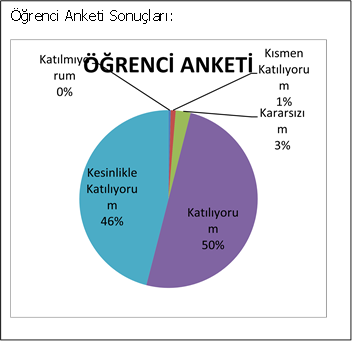 Öğrenci Anketi Sonuçları:
ÖĞRENCİ ANKETİ
Katılmıyo
rum
0%
Kısmen
Katılıyoru
m
1%
Kararsızı
m
3%
Kesinlikle
Katılıyoru
m
46%
Katılıyoru
m
50%